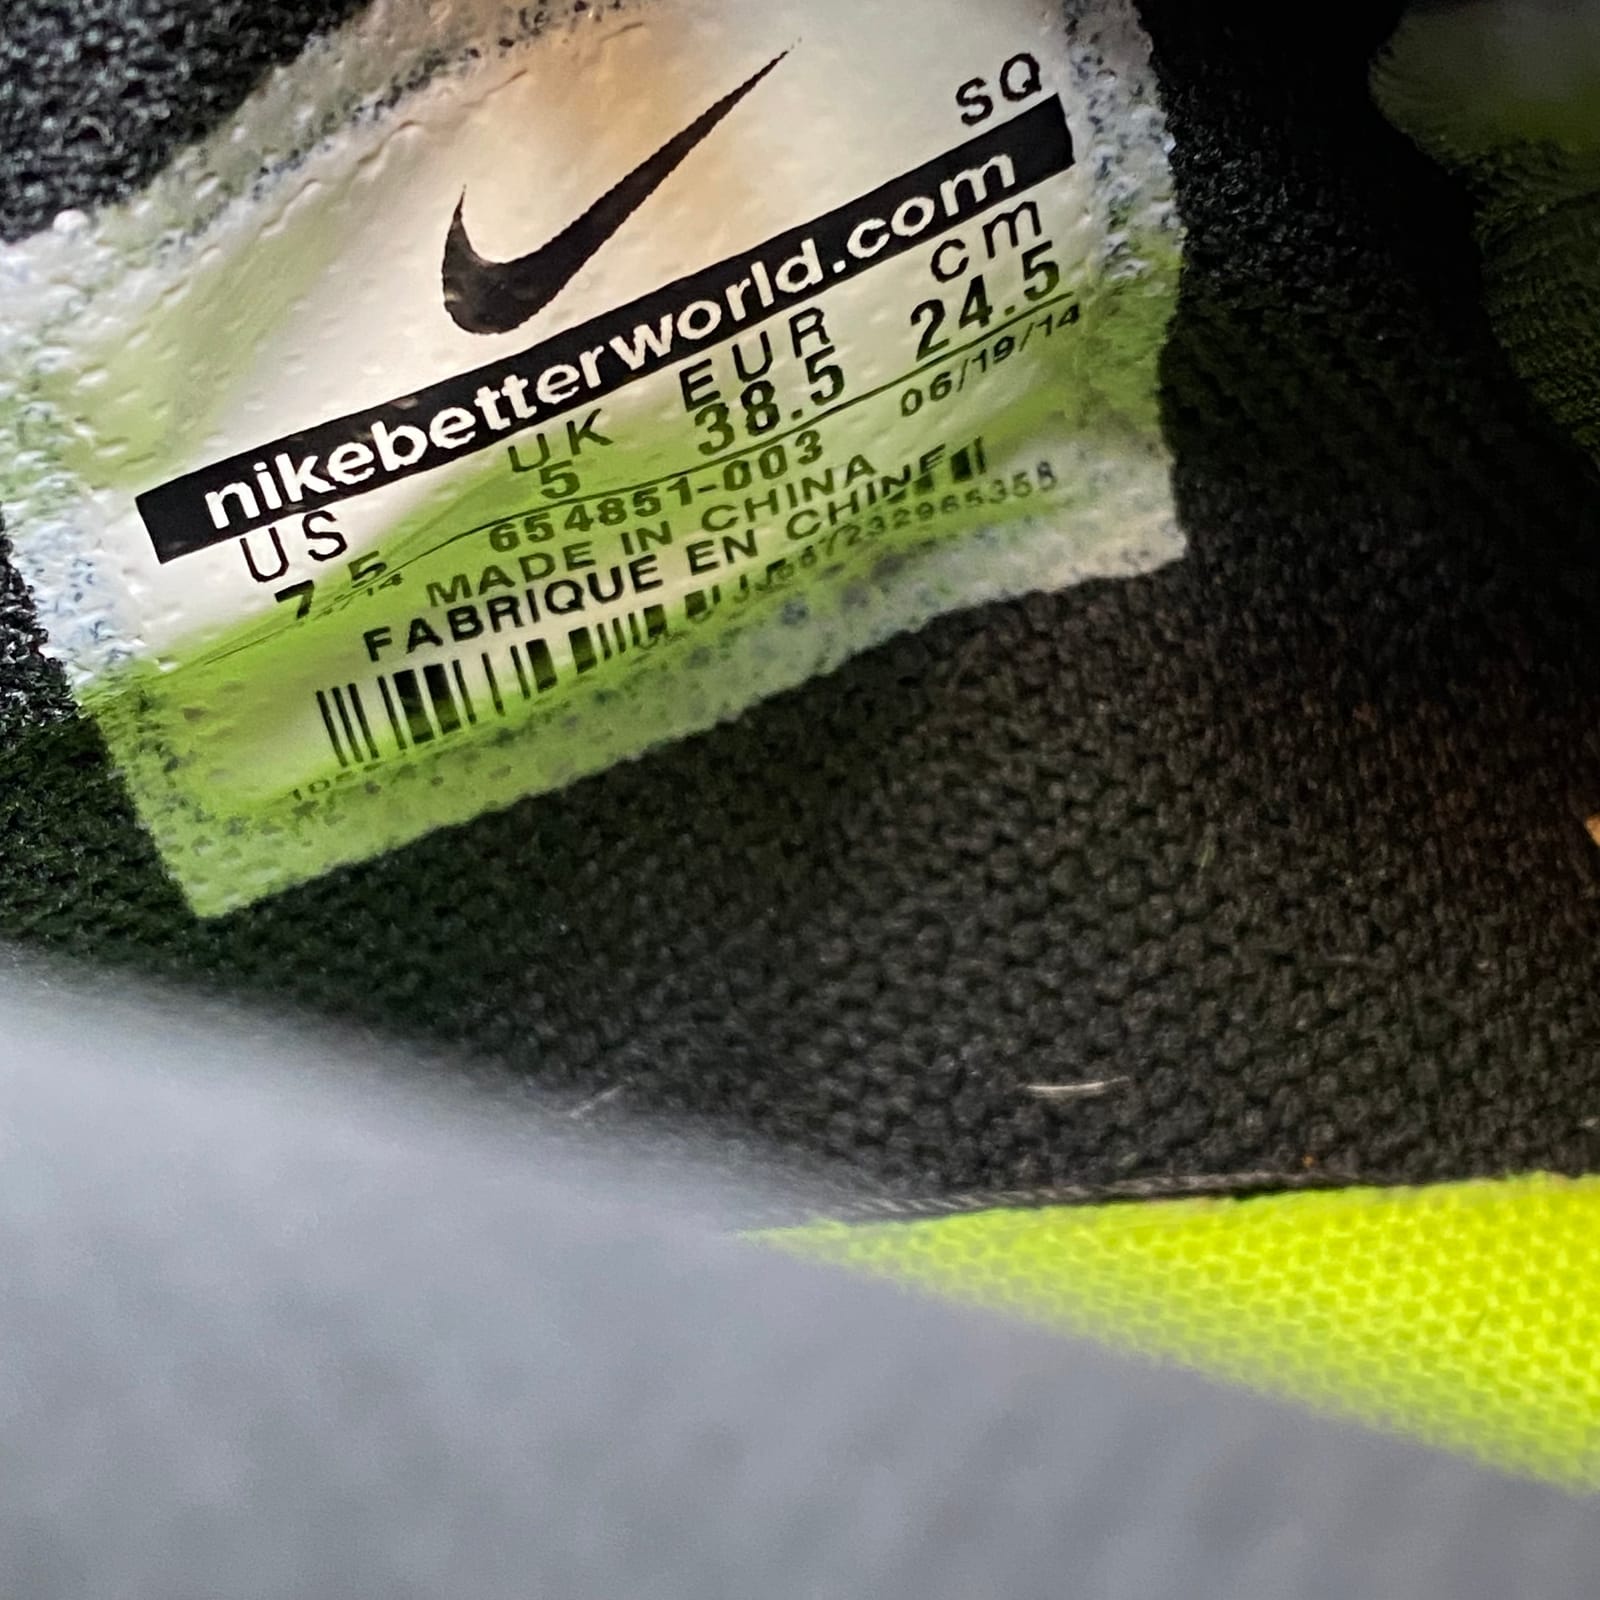 SQ
nikebetterworld.com
US UK EUR cm
7.5 5 38.5 24.5
06/19/14
654851-003
MADE IN CHINA
FABRIQUE EN CHINE